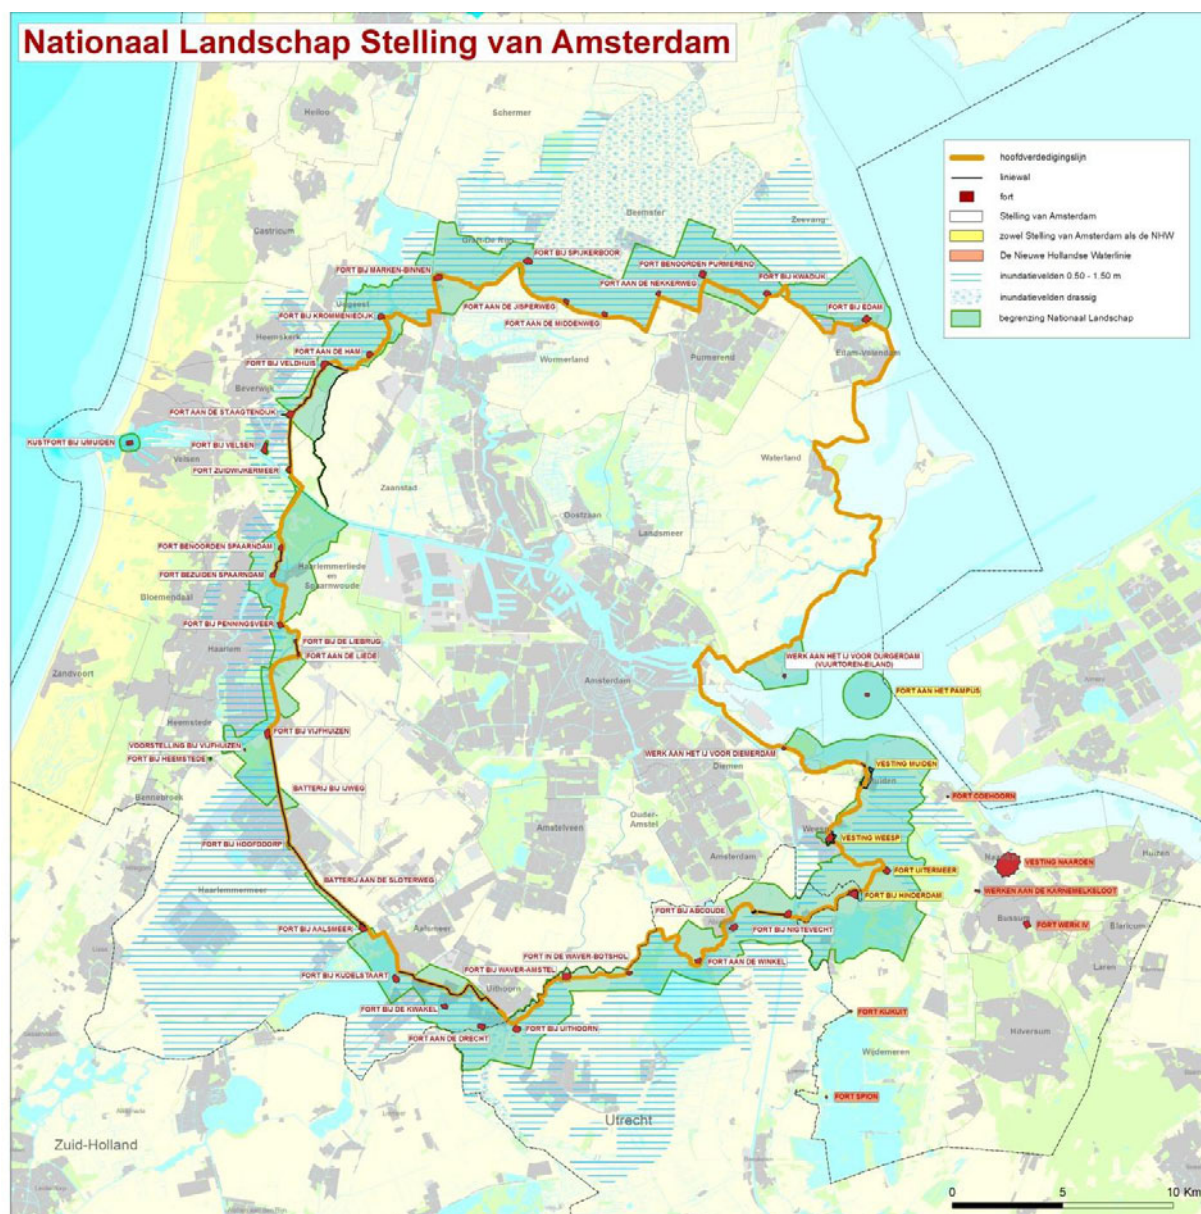 Nationaal Landschap Stelling van Amsterdam
hoofdverdedigingslijn
liniewal
fort
Stelling van Amsterdam
zowel Stelling van Amsterdam als de NHW
De Nieuwe Hollandse Waterlinie
inundatievelden 0.50 - 1.50 m
inundatievelden drassig
begrenzing Nationaal Landschap
Heiloo
Schermer
Beemster
Zeevang
Castricum
Graft-De Rijp
FORT BIJ SPIJKERBOOR
FORT BIJ MARKEN-BINNEN
FORT BENOORDEN PURMEREND
FORT BIJ KWADIJK
FORT AAN DE NEKKERWEG
Uitgeest
FORT AAN DE JISPERWEG
FORT BIJ EDAM
FORT BIJ KROMMENIEDIJK
FORT AAN DE MIDDENWEG
Heemskerk
FORT AAN DE HAM
Wormerland
Purmerend
Edam-Volendam
FORT BIJ VELDHUIS
Beverwijk
FORT AAN DE ST.AAGTENDIJK
KUSTFORT BIJ IJMUIDEN
FORT BIJ VELSEN
Velsen
Waterland
FORT ZUIDWIJKERMEER
Zaanstad
Oostzaan
Landsmeer
FORT BENOORDEN SPAARNDAM
Haarlemmerliede
en
Spaarnwoude
FORT BEZUIDEN SPAARNDAM
Bloemendaal
FORT BIJ PENNINGSVEER
FORT BIJ DE LIEBRUG
Haarlem
FORT AAN DE LIEDE
WERK AAN HET IJ VOOR DURGERDAM
(VUURTOREN-EILAND)
Zandvoort
Amsterdam
FORT AAN HET PAMPUS
Heemstede
FORT BIJ VIJFHUIZEN
VOORSTELLING BIJ VIJFHUIZEN
FORT BIJ HEEMSTEDE
WERK AAN HET IJ VOOR DIEMERDAM
Diemen
VESTING MUIDEN
Muiden
BATTERIJ BIJ IJWEG
FORT COEHOORN
Bennebroek
Ouder-
Amstel
Amstelveen
Weesp
VESTING WEESP
FORT BIJ HOOFDDORP
Amsterdam
Huizen
VESTING NAARDEN
FORT UITERMEER
BATTERIJ AAN DE SLOTERWEG
Haarlemmermeer
WERKEN AAN DE KARNEMELKSLOOT
FORT BIJ HINDERDAM
FORT BIJ ABCOUDE
Bussum
FORT WERK IV
Blaricum
FORT BIJ AALSMEER
Aalsmeer
FORT BIJ NIGTEVECHT
FORT IN DE WAVER-BOTSHOL
FORT AAN DE WINKEL
FORT BIJ WAVER-AMSTEL
Laren
FORT BIJ KUDELSTAART
Uithoorn
FORT BIJ DE KWAKEL
FORT KIJKUIT
FORT BIJ UITHOORN
FORT AAN DE DRECHT
Hilversum
Wijdemeren
FORT SPION
Utrecht
Zuid-Holland
0 5 10 Km